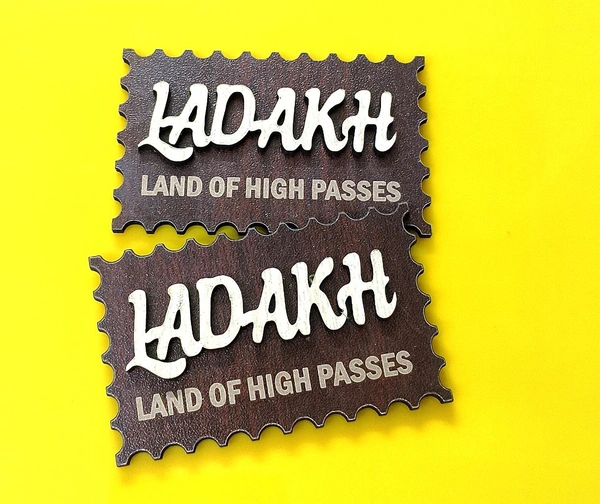 LADAKH
LAND OF HIGH PASSES
LADAKH
LAND OF HIGH PASSES